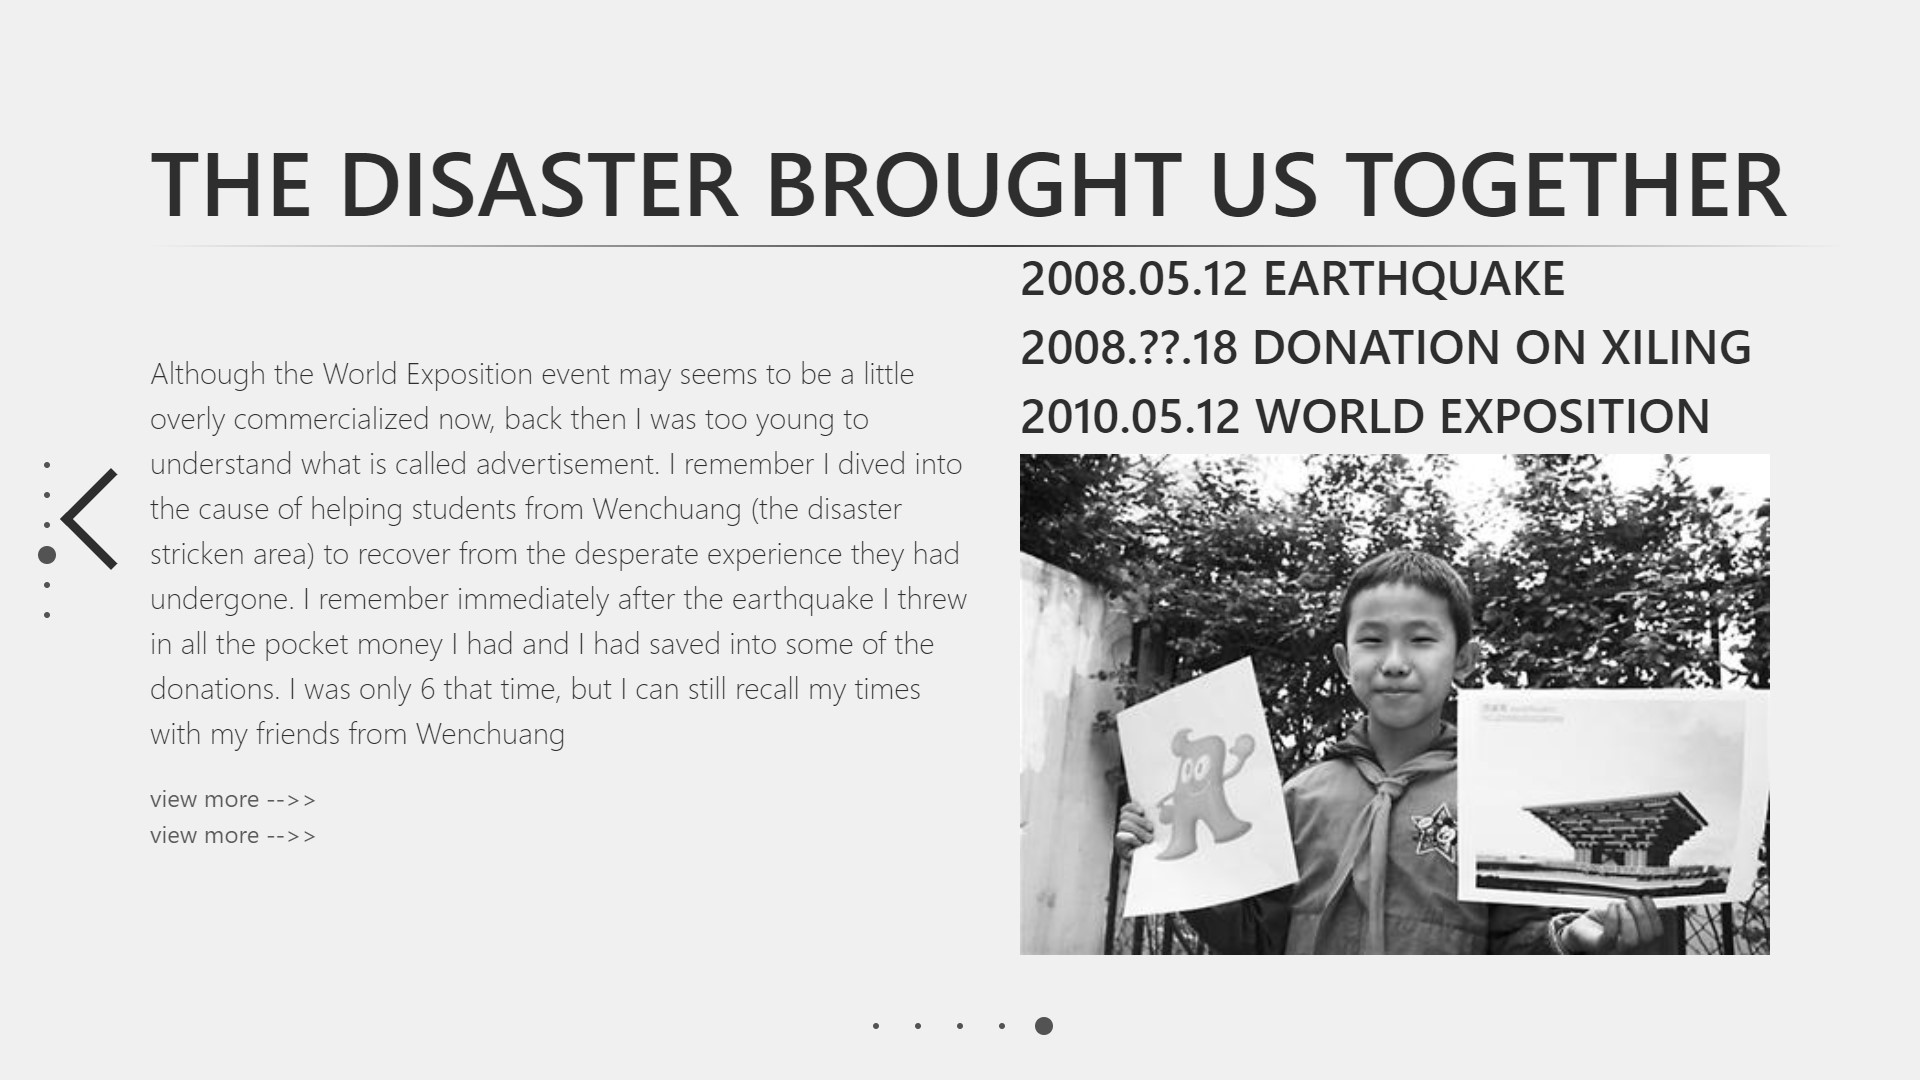 THE DISASTER BROUGHT US TOGETHER
Although the World Exposition event may seems to be a little
overly commercialized now, back then I was too young to
understand what is called advertisement. I remember I dived into
the cause of helping students from Wenchuang (the disaster
stricken area) to recover from the desperate experience they had
undergone. I remember immediately after the earthquake I threw
in all the pocket money I had and I had saved into some of the
donations. I was only 6 that time, but I can still recall my times
with my friends from Wenchuang
view more -->>
view more -->>
2008.05.12 EARTHQUAKE
2008.??.18 DONATION ON XILING
2010.05.12 WORLD EXPOSITION